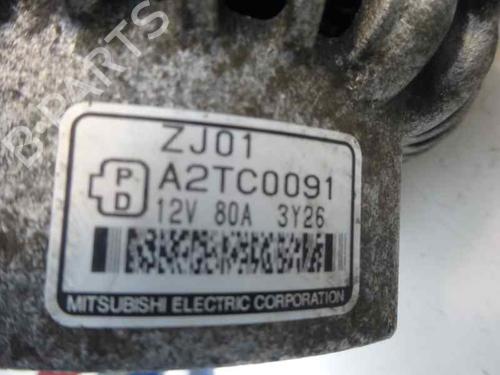 ZJ01
P
D
A2TC0091
12V 80A 3Y26
MITSUBISHI ELECTRIC CORPORATION
B-PARTS